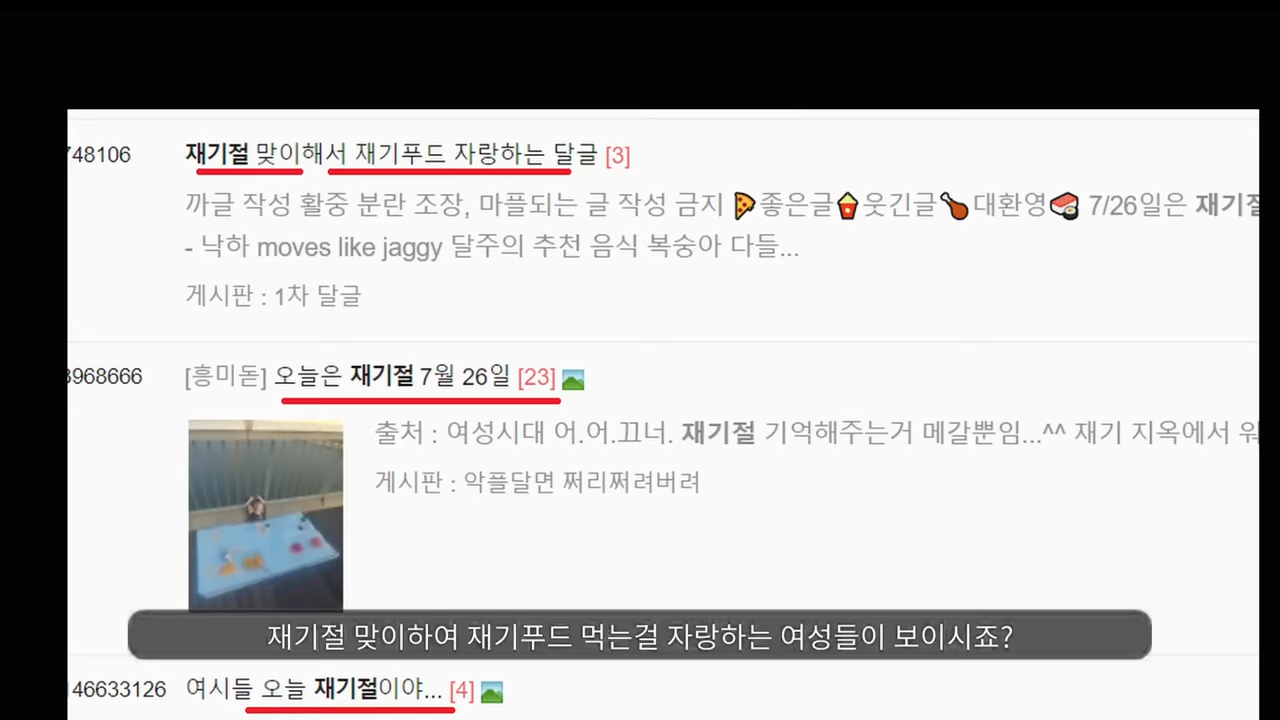 748106 재기절 맞이해서 재기푸드 자랑하는 달글 [3]
까글 작성 활중 분란 조장, 마플되는 글 작성 금지 🍕좋은글🍿웃긴글🍗대환영🍣 7/26일은 재기절
- 낙하 moves like jaggy 달주의 추천 음식 복숭아 다들...
게시판 : 1차 달글
3968666 [흥미돋] 오늘은 재기절 7월 26일 [23]
출처 : 여성시대 어.어.끄너. 재기절 기억해주는거 메갈뿐임...^^ 재기 지옥에서
게시판 : 악플달면 쩌리쩌려버려
재기절 맞이하여 재기푸드 먹는걸 자랑하는 여성들이 보이시죠?
46633126 여시들 오늘 재기절이야... [4]